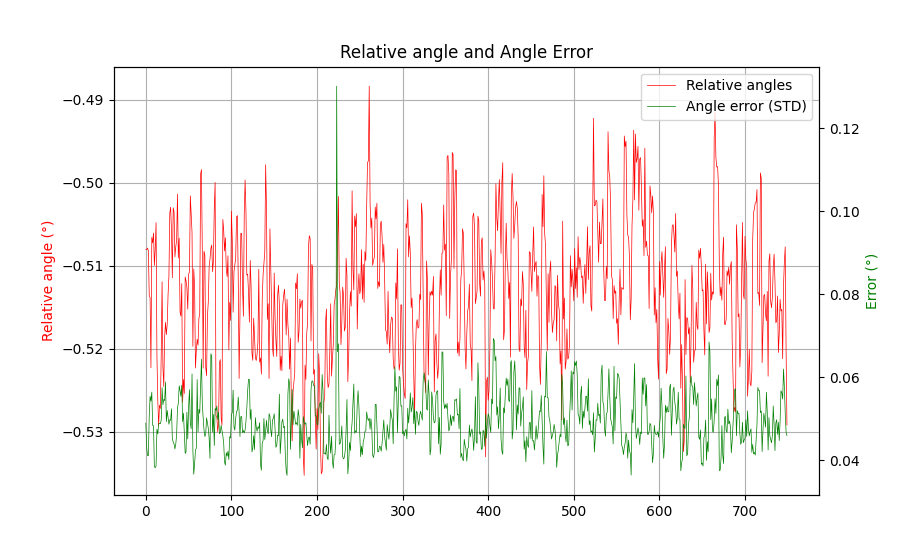 Relative angle and Angle Error
Relative angles
Angle error (STD)
−0.49
−0.50
−0.51
−0.52
−0.53
Relative angle (°)
0.12
0.10
0.08
0.06
0.04
Error (°)
0 100 200 300 400 500 600 700